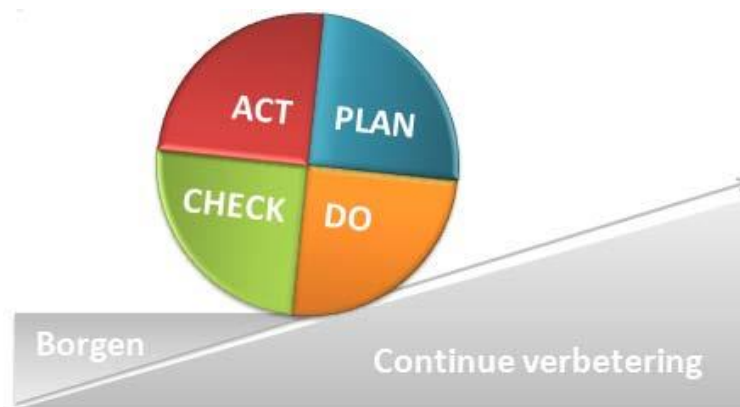 ACT
PLAN
CHECK
DO
Borgen
Continue verbetering